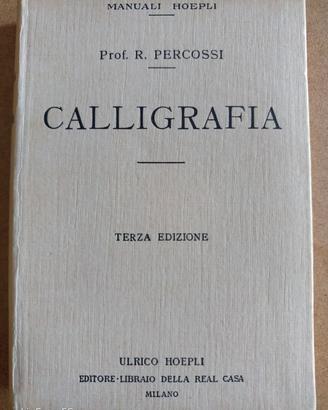 MANUALI HOEPLI
Prof. R. PERCOSSI
CALLIGRAFIA
TERZA EDIZIONE
ULRICO HOEPLI
EDITORE-LIBRAIO DELLA REAL CASA
MILANO